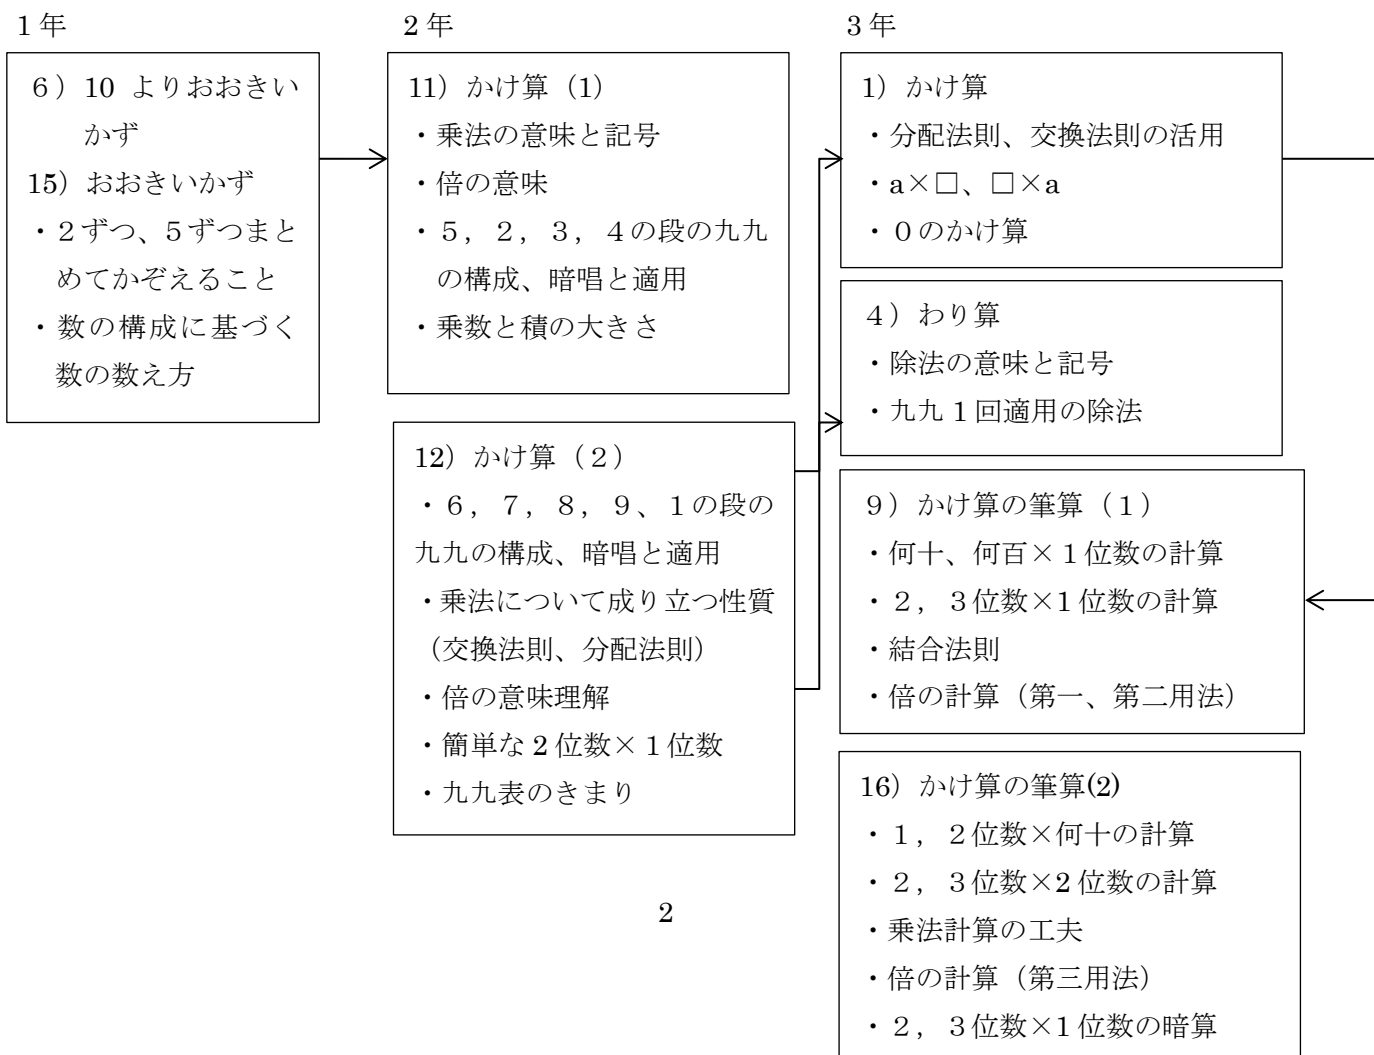 1年
6）10 よりおおきい
かず
15）おおきいかず
・２ずつ、５ずつまと
めてかぞえること
・数の構成に基づく
数の数え方
2年
11）かけ算（1）
・乗法の意味と記号
・倍の意味
・５，２，３，４の段の九九
の構成、暗唱と適用
・乗数と積の大きさ
12）かけ算（２）
・６，７，８，９、１の段の
九九の構成、暗唱と適用
・乗法について成り立つ性質
（交換法則、分配法則）
・倍の意味理解
・簡単な 2 位数×１位数
・九九表のきまり
3年
1）かけ算
・分配法則、交換法則の活用
・a×□、□×a
・０のかけ算
４）わり算
・除法の意味と記号
・九九 1 回適用の除法
９）かけ算の筆算（１）
・何十、何百×１位数の計算
・２，３位数×1 位数の計算
・結合法則
・倍の計算（第一、第二用法）
16）かけ算の筆算(2)
・１，２位数×何十の計算
・２，３位数×2 位数の計算
・乗法計算の工夫
・倍の計算（第三用法）
・２，３位数×1 位数の暗算
2